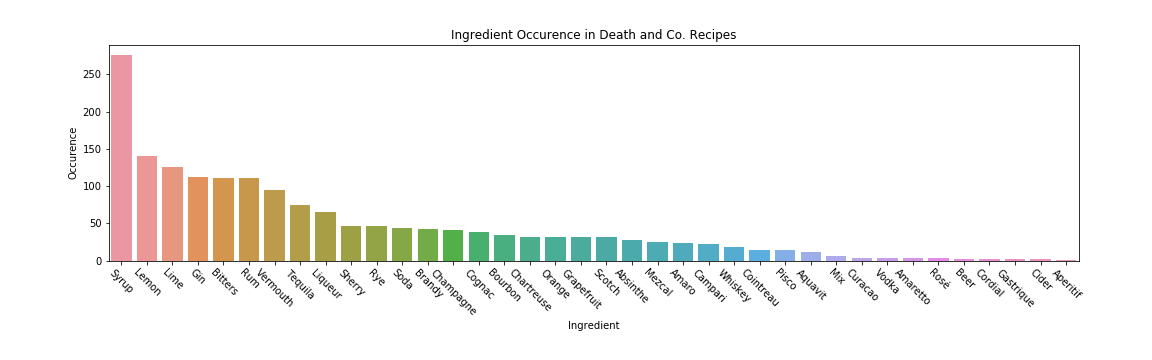 Ingredient Occurence in Death and Co. Recipes
Occurence
250
200
150
100
50
0
Syrup
Lemon
Lime
Gin
Bitters
Rum
Vermouth
Tequila
Liqueur
Sherry
Rye
Soda
Brandy
Champagne
Cognac
Bourbon
Chartreuse
Orange
Grapefruit
Scotch
Absinthe
Mezcal
Amaro
Campari
Whiskey
Cointreau
Pisco
Aquavit
Mix
Curacao
Vodka
Amaretto
Rosé
Beer
Cordial
Gastrique
Cider
Aperitif
Ingredient